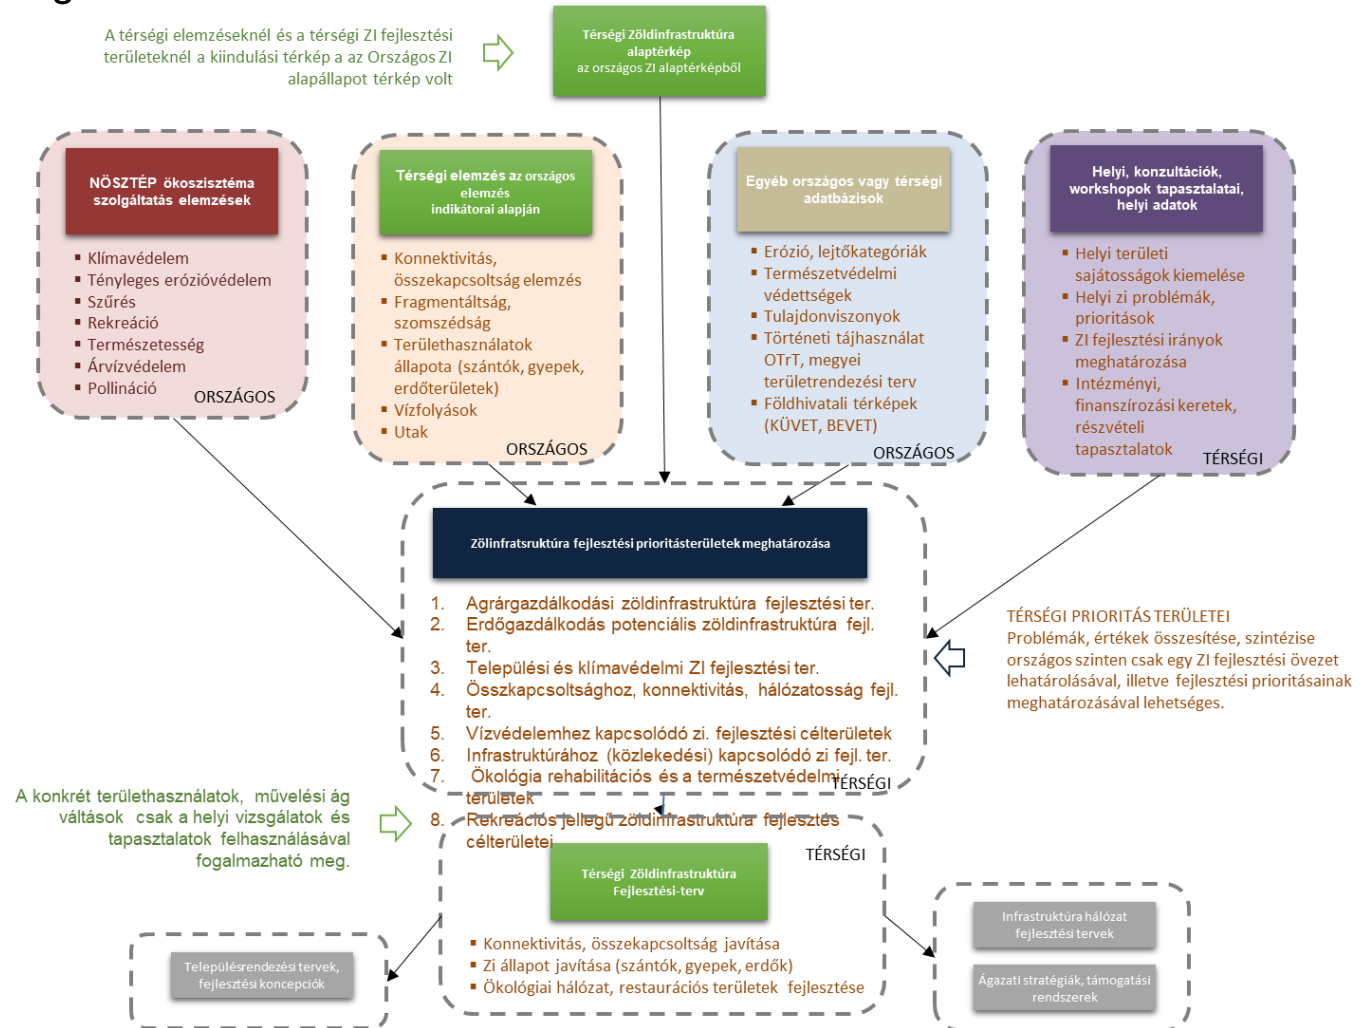 A térségi elemzéseknél és a térségi ZI fejlesztési
területeknél a kiindulási térkép a az Országos ZI
alapállapot térkép volt
Térségi Zöldinfrastruktúra
alaptérkép
az országos ZI alaptérképből
NÖSZTÉP ökoszisztéma
szolgáltatás elemzések
▪ Klímavédelem
▪ Tényleges erózióvédelem
▪ Szűrés
▪ Rekreáció
▪ Természetesség
▪ Árvízvédelem
▪ Pollináció
ORSZÁGOS
Térségi elemzés az országos
elemzés
indikátorai alapján
▪ Konnektivitás,
összekapcsoltság elemzés
▪ Fragmentáltság,
szomszédság
▪ Területhasználatok
állapota (szántók, gyepek,
erdőterületek)
▪ Vízfolyások
▪ Utak
ORSZÁGOS
Egyéb országos vagy térségi
adatbázisok
▪ Erózió, lejtőkategóriák
▪ Természetvédelmi
védettségek
▪ Tulajdonviszonyok
▪ Történeti tájhasználat
OTrT, megyei
területrendezési terv
▪ Földhivatali térképek
(KÜVET, BEVET)
ORSZÁGOS
Helyi, konzultációk,
workshopok tapasztalatai,
helyi adatok
▪ Helyi területi
sajátosságok kiemelése
▪ Helyi zi problémák,
prioritások
▪ ZI fejlesztési irányok
meghatározása
▪ Intézményi,
finanszírozási keretek,
részvételi
tapasztalatok
TÉRSÉGI
Zölinfratsruktúra fejlesztési prioritásterületek meghatározása
1. Agrárgazdálkodási zöldinfrastruktúra fejlesztési ter.
2. Erdőgazdálkodás potenciális zöldinfrastruktúra fejl.
ter.
3. Települési és klímavédelmi ZI fejlesztési ter.
4. Összkapcsoltsághoz, konnektivitás, hálózatosság fejl.
ter.
5. Vízvédelemhez kapcsolódó zi. fejlesztési célterületek
6. Infrastruktúrához (közlekedési) kapcsolódó zi fejl. ter.
7. Ökológia rehabilitációs és a természetvédelmi
területek
8. Rekreációs jellegű zöldinfrastruktúra fejlesztés
célterületei
TÉRSÉGI
TÉRSÉGI PRIORITÁS TERÜLETEI
Problémák, értékek összesítése, szintézise
országos szinten csak egy ZI fejlesztési övezet
lehatárolásával, illetve fejlesztési prioritásainak
meghatározásával lehetséges.
A konkrét területhasználatok, művelési ág
váltások csak a helyi vizsgálatok és
tapasztalatok felhasználásával
fogalmazható meg.
TÉRSÉGI
Térségi Zöldinfrastruktúra
Fejlesztési-terv
▪ Konnektivitás, összekapcsoltság javítása
▪ Zi állapot javítása (szántók, gyepek, erdők)
▪ Ökológiai hálózat, restaurációs területek fejlesztése
Településrendezési tervek,
fejlesztési koncepciók
Infrastruktúra hálózat
fejlesztési tervek
Ágazati stratégiák, támogatási
rendszerek